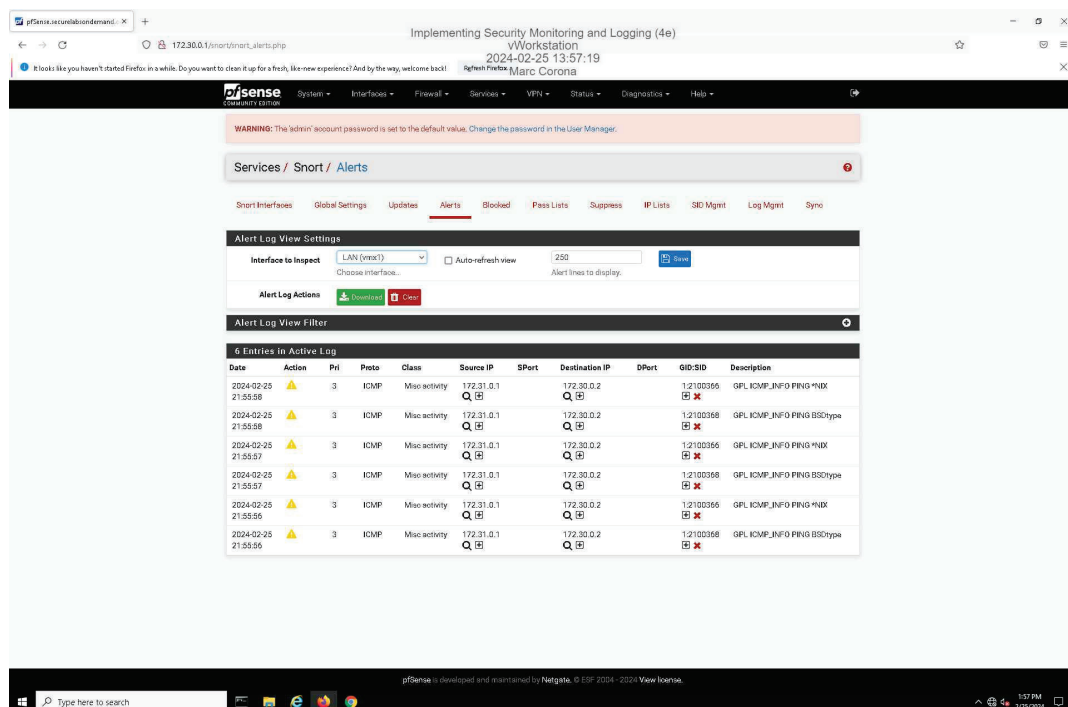 pfSense.securelabsondemand.
172.30.0.1/snort/snort_alerts.php
Implementing Security Monitoring and Logging (4e)
vWorkstation
2024-02-25 13:57:19
Marc Corona
It looks like you haven't started Firefox in a while. Do you want to clean it up for a fresh, like-new experience? And by the way, welcome back! Refresh Firefox
pfsense System Interfaces Firewall Services VPN Status Diagnostics Help
COMMUNITY EDITION
WARNING: The 'admin' account password is set to the default value. Change the password in the User Manager.
Services / Snort / Alerts
Snort Interfaces Global Settings Updates Alerts Blocked Pass Lists Suppress IP Lists SID Mgmt Log Mgmt Sync
Alert Log View Settings
Interface to Inspect LAN (vmx1) Auto-refresh view 250 Save
Choose interface... Alert lines to display.
Alert Log Actions Download Clear
Alert Log View Filter
6 Entries in Active Log
Date Action Pri Proto Class Source IP SPort Destination IP DPort GID:SID Description
2024-02-25 3 ICMP Misc activity 172.31.0.1 172.30.0.2 1:2100366 GPL ICMP_INFO PING *NIX
21:55:58
2024-02-25 3 ICMP Misc activity 172.31.0.1 172.30.0.2 1:2100368 GPL ICMP_INFO PING BSDtype
21:55:58
2024-02-25 3 ICMP Misc activity 172.31.0.1 172.30.0.2 1:2100366 GPL ICMP_INFO PING *NIX
21:55:57
2024-02-25 3 ICMP Misc activity 172.31.0.1 172.30.0.2 1:2100368 GPL ICMP_INFO PING BSDtype
21:55:57
2024-02-25 3 ICMP Misc activity 172.31.0.1 172.30.0.2 1:2100366 GPL ICMP_INFO PING *NIX
21:55:56
2024-02-25 3 ICMP Misc activity 172.31.0.1 172.30.0.2 1:2100368 GPL ICMP_INFO PING BSDtype
21:55:56
pfSense is developed and maintained by Netgate. © ESF 2004 - 2024 View license.
Type here to search
1:57 PM
2/25/2024